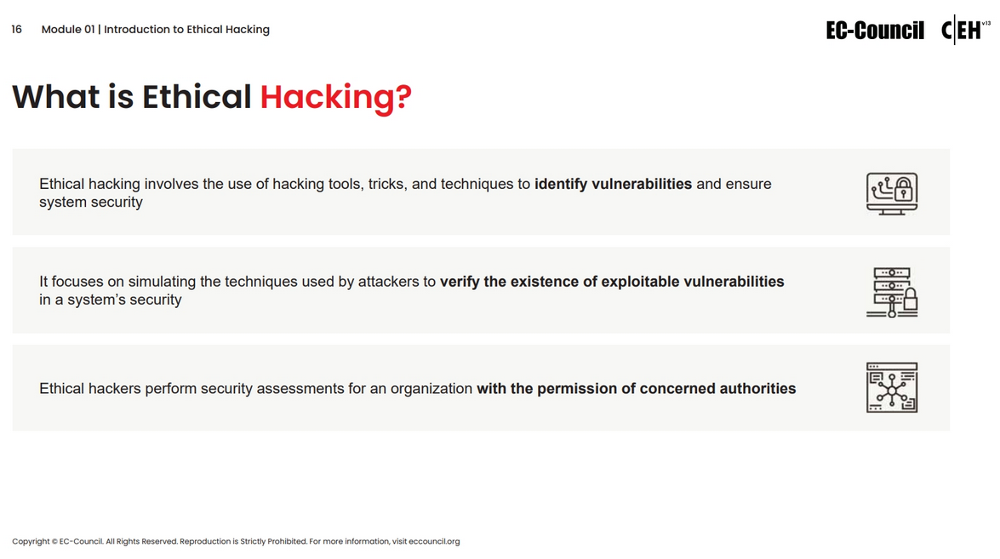 16 Module 01 | Introduction to Ethical Hacking
EC-Council C|EH v13
What is Ethical Hacking?
Ethical hacking involves the use of hacking tools, tricks, and techniques to identify vulnerabilities and ensure
system security
It focuses on simulating the techniques used by attackers to verify the existence of exploitable vulnerabilities
in a system’s security
Ethical hackers perform security assessments for an organization with the permission of concerned authorities
Copyright © EC-Council. All Rights Reserved. Reproduction is Strictly Prohibited. For more information, visit eccouncil.org